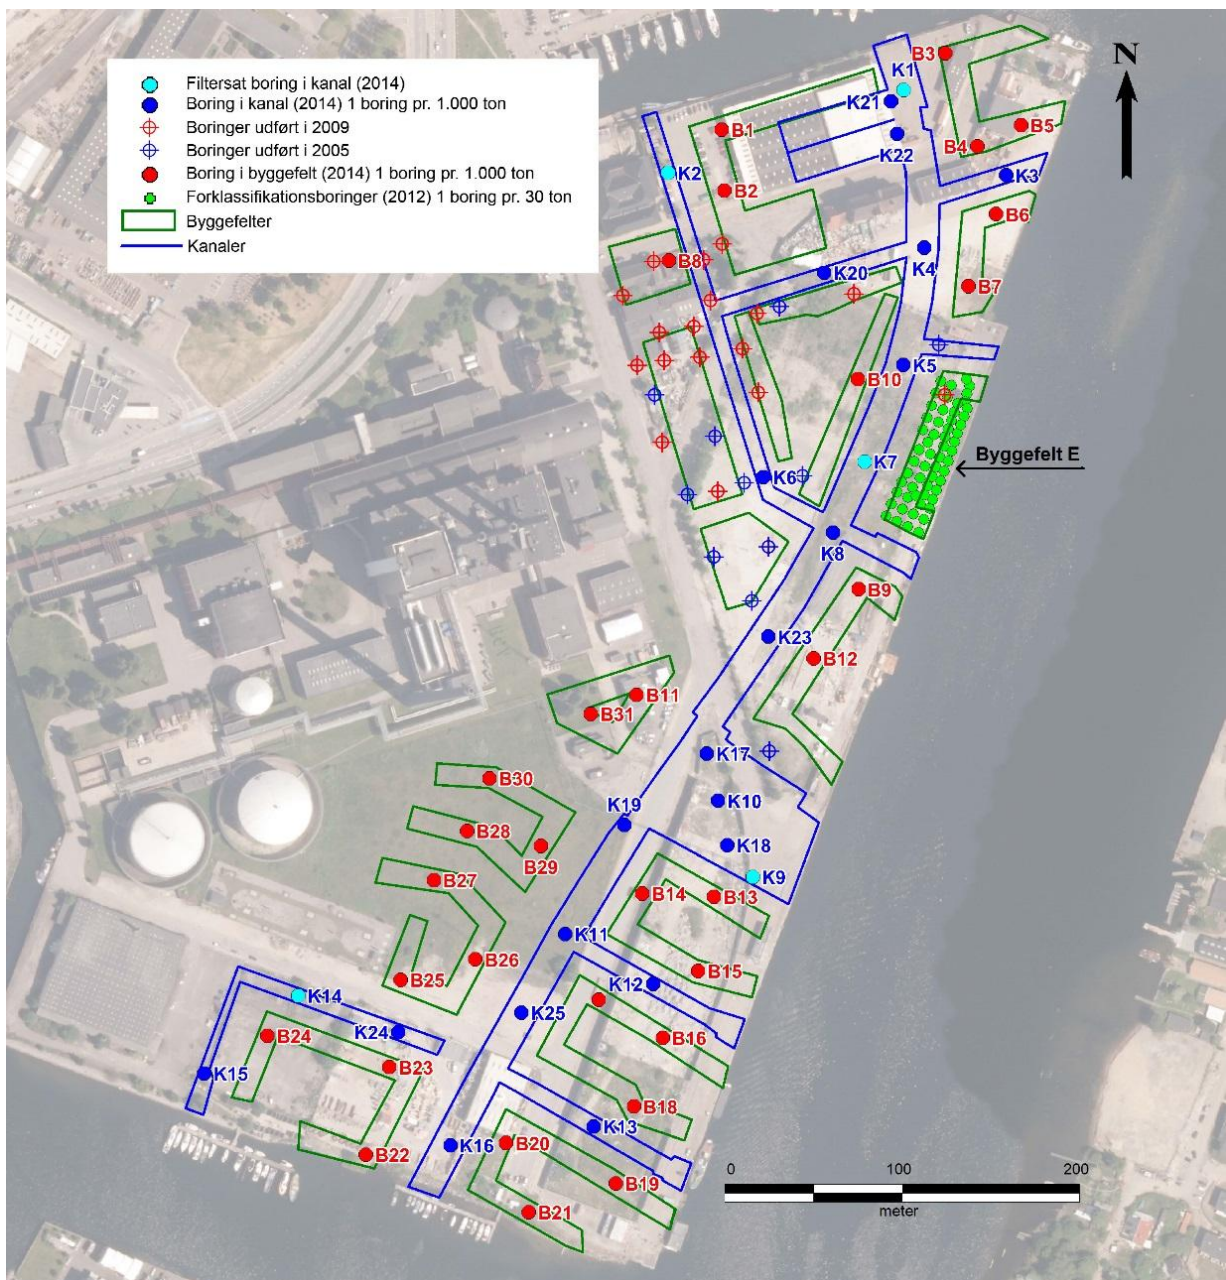 Filtersat boring i kanal (2014)
Boring i kanal (2014) 1 boring pr. 1.000 ton
Boringer udført i 2009
Boringer udført i 2005
Boring i byggefelt (2014) 1 boring pr. 1.000 ton
Forklassifikationsboringer (2012) 1 boring pr. 30 ton
Byggefelter
Kanaler
N
B3
K1
K21
B1
B5
K22
B4
K2
K3
B2
B6
K4
B8
K20
B7
K5
B10
Byggefelt E
K7
K6
K8
B9
K23
B12
B11
B31
K17
B30
K10
K19
B28
K18
B29
K9
B27
B14
B13
K11
B26
B15
B25
K12
K14
K25
K24
B24
B16
B23
K15
B18
K13
K16
B20
B22
B19
0 100 200
meter
B21